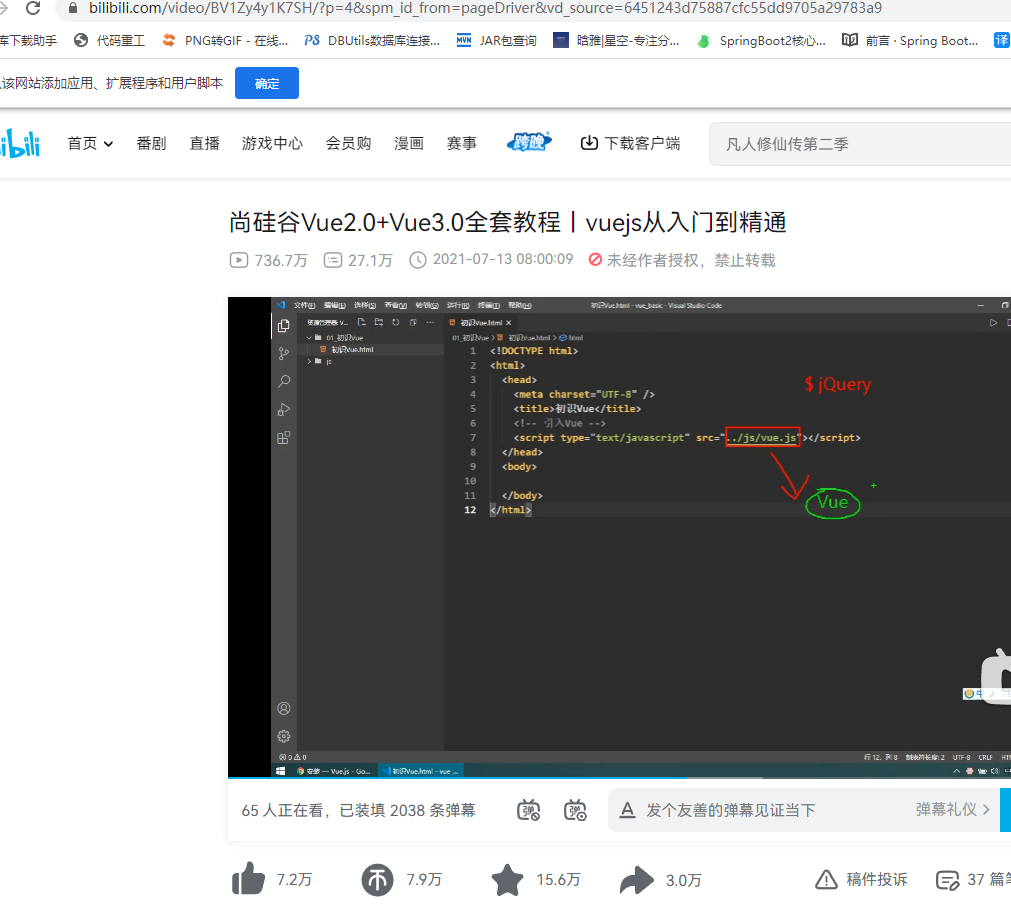 bilibili.com/video/BV1Zy4y1K7SH/?p=4&spm_id_from=pageDriver&vd_source=6451243d75887cfc55dd9705a29783a9
库下载助手 代码重工 PNG转GIF - 在线... DBUtils数据库连接... MVN JAR包查询 晗雅|星空-专注分... SpringBoot2核心... 前言 · Spring Boot... 译
该网站添加应用、扩展程序和用户脚本 确定
首页 番剧 直播 游戏中心 会员购 漫画 赛事 跨晚 下载客户端 凡人修仙传第二季
尚硅谷Vue2.0+Vue3.0全套教程丨vuejs从入门到精通
736.7万 27.1万 2021-07-13 08:00:09 未经作者授权，禁止转载
文件(F) 编辑(E) 选择(S) 查看(V) 转到(G) 运行(R) 终端(T) 帮助(H) 初识Vue.html - vue_basic - Visual Studio Code
资源管理器 V... 初识Vue.html
01_初识Vue 01_初识Vue > 初识Vue.html > html
初识Vue.html
js
1 <!DOCTYPE html>
2 <html>
3 <head>
4 <meta charset="UTF-8" />
5 <title>初识Vue</title>
6 <!-- 引入Vue -->
7 <script type="text/javascript" src="../js/vue.js"></script>
8 </head>
9 <body>
10
11 </body>
12 </html>
$ jQuery
Vue
0 0 行 12，列 8 制表符长度: 2 UTF-8 CRLF
安装 — Vue.js - Go... 初识Vue.html - vue_...
65 人正在看，已装填 2038 条弹幕 弹 弹 A 发个友善的弹幕见证当下 弹幕礼仪 >
7.2万 7.9万 15.6万 3.0万 稿件投诉 37 篇